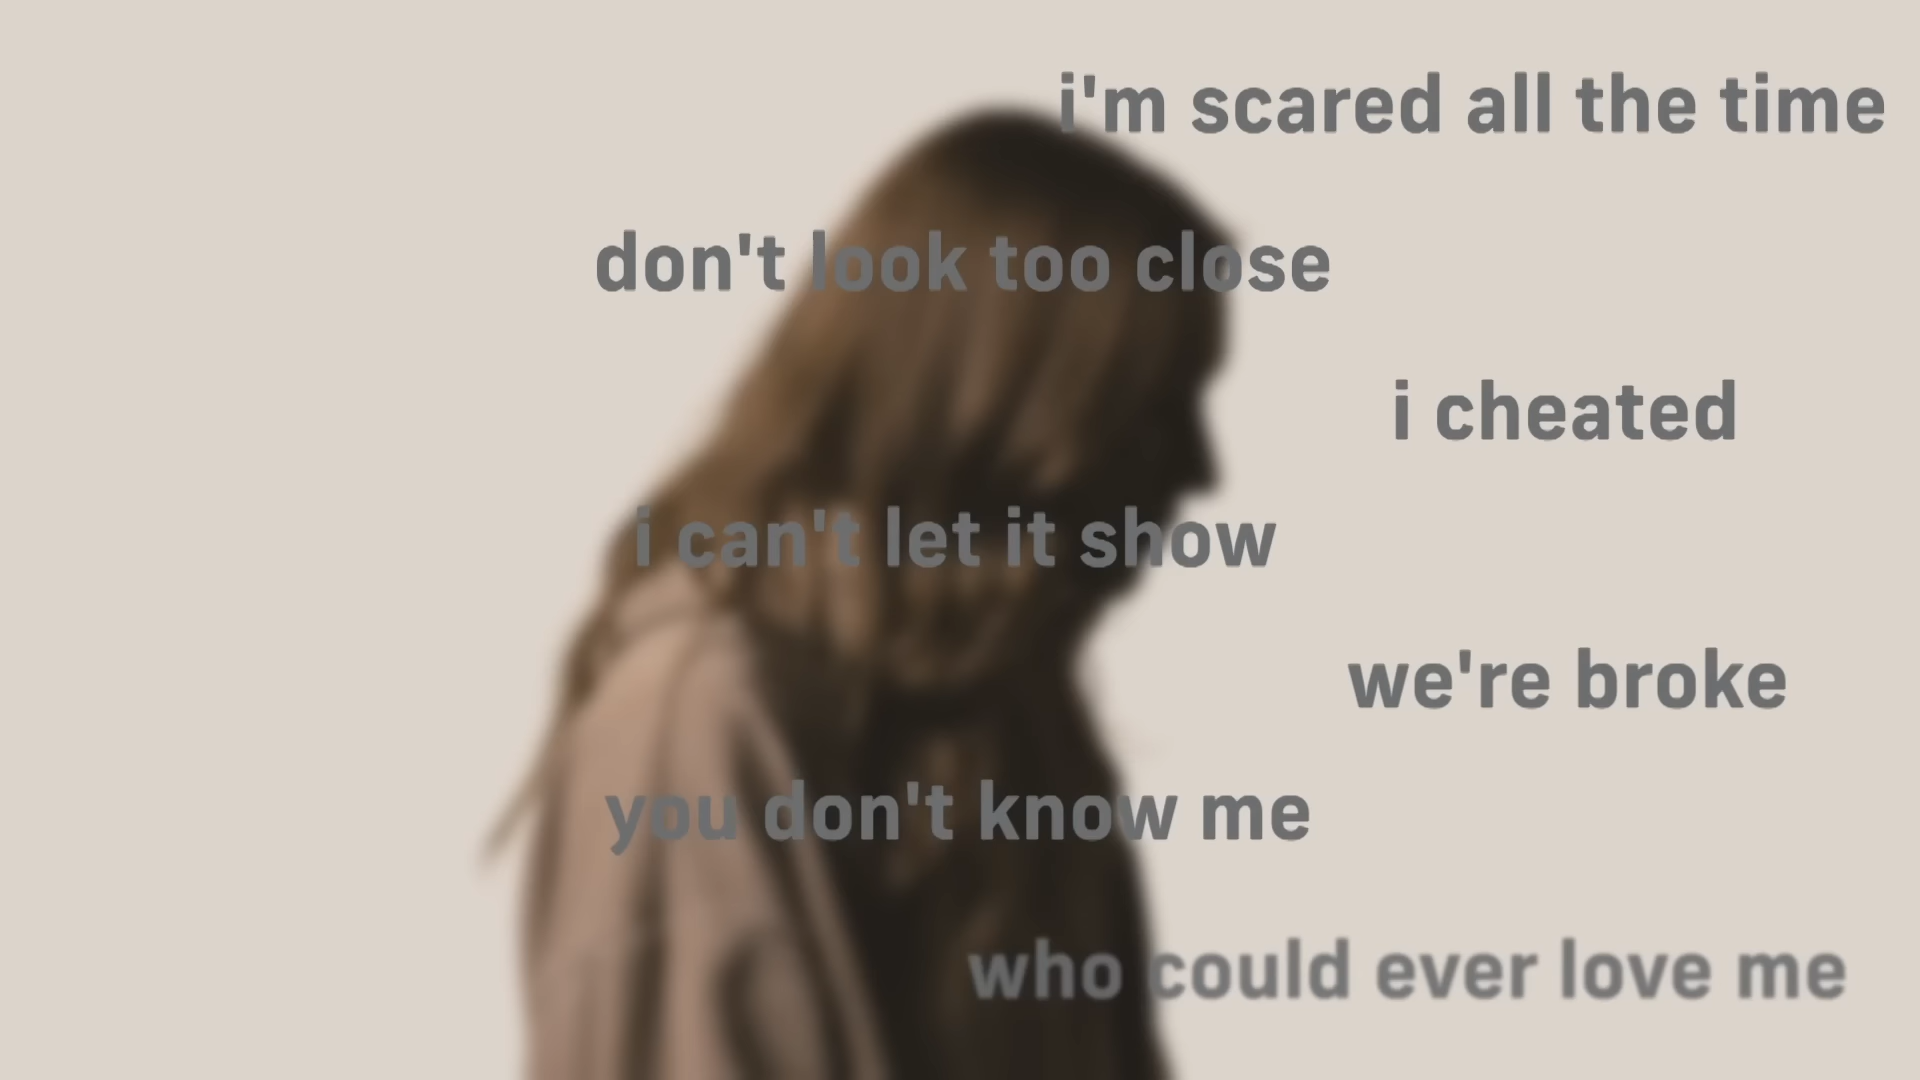 i'm scared all the time
don't look too close
i cheated
i can't let it show
we're broke
you don't know me
who could ever love me